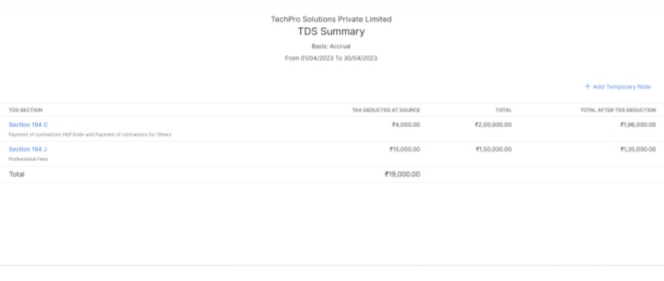 TechPro Solutions Private Limited
TDS Summary
Basis: Accrual
From 01/04/2023 To 30/04/2023
+ Add Temporary Note
TDS SECTION TAX DEDUCTED AT SOURCE TOTAL TOTAL AFTER TDS DEDUCTION
Section 194 C ₹4,000.00 ₹2,00,000.00 ₹1,96,000.00
Payment of contractors HUF/Indiv and Payment of contractors for Others
Section 194 J ₹15,000.00 ₹1,50,000.00 ₹1,35,000.00
Professional Fees
Total ₹19,000.00